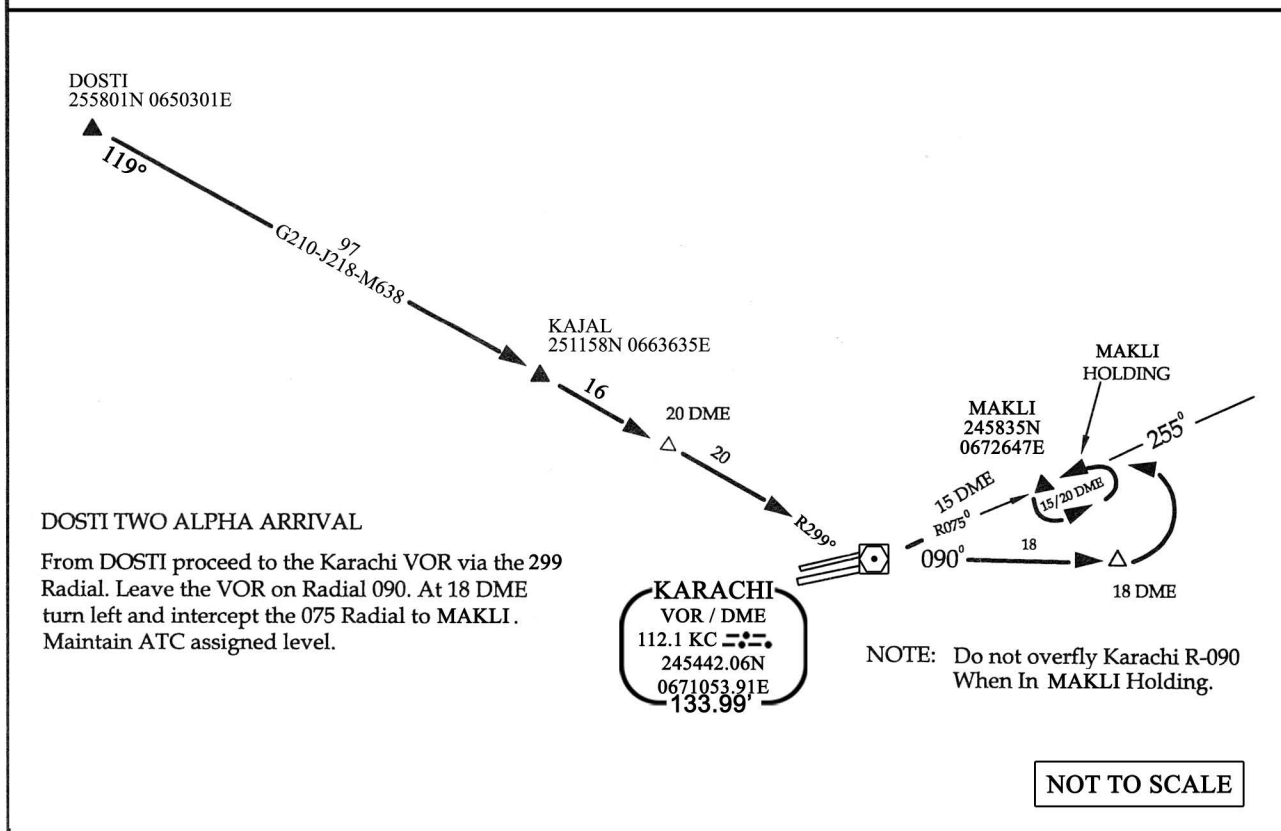 DOSTI
255801N 0650301E
119°
97
G210-J218-M638
KAJAL
251158N 0663635E
16
20 DME
20
R299°
MAKLI
HOLDING
MAKLI
245835N
0672647E
255°
15 DME
R075°
15/20 DME
090°
18
18 DME
DOSTI TWO ALPHA ARRIVAL
From DOSTI proceed to the Karachi VOR via the 299
Radial. Leave the VOR on Radial 090. At 18 DME
turn left and intercept the 075 Radial to MAKLI.
Maintain ATC assigned level.
KARACHI
VOR / DME
112.1 KC
245442.06N
0671053.91E
133.99'
NOTE: Do not overfly Karachi R-090
When In MAKLI Holding.
NOT TO SCALE